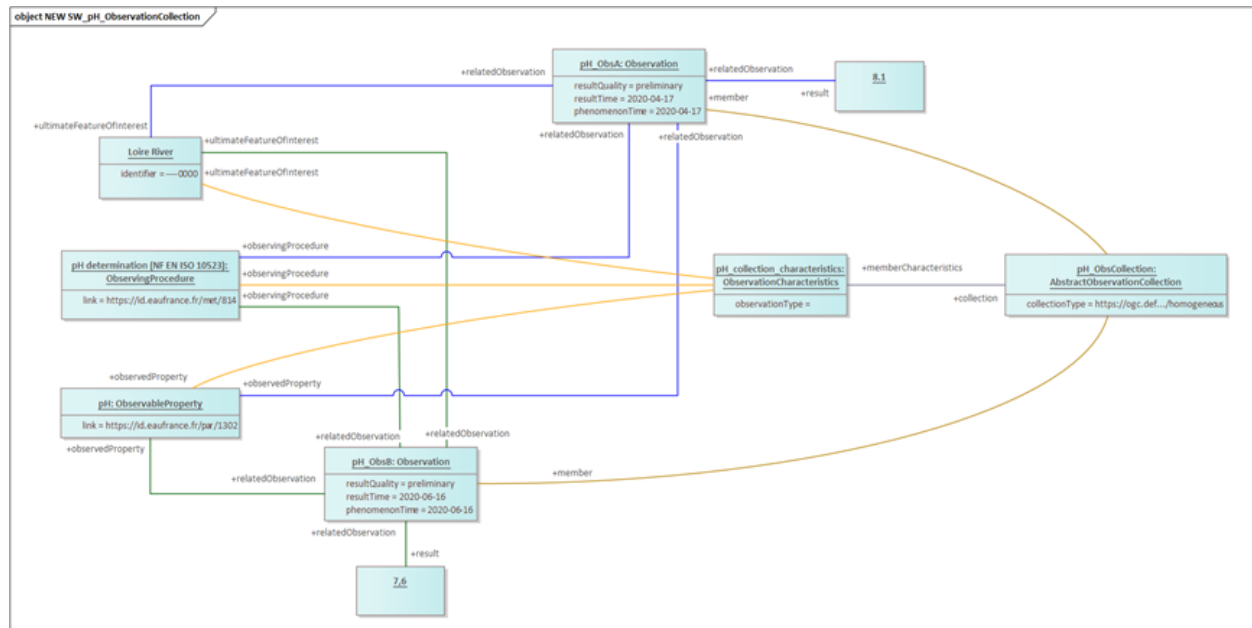 object NEW SW_pH_ObservationCollection
pH_ObsA: Observation
resultQuality = preliminary
resultTime = 2020-04-17
phenomenonTime = 2020-04-17
+relatedObservation
+relatedObservation
+result
8.1
+member
+relatedObservation
+relatedObservation
+ultimateFeatureOfInterest
Loire River
identifier = ----0000
+ultimateFeatureOfInterest
+ultimateFeatureOfInterest
pH determination [NF EN ISO 10523]:
ObservingProcedure
link = https://id.eaufrance.fr/met/814
+observingProcedure
+observingProcedure
+observingProcedure
pH_collection_characteristics:
ObservationCharacteristics
observationType =
+memberCharacteristics
+collection
pH_ObsCollection:
AbstractObservationCollection
collectionType = https://ogc.def.../homogeneous
+observedProperty
+observedProperty
pH: ObservableProperty
link = https://id.eaufrance.fr/par/1302
+observedProperty
+relatedObservation
+relatedObservation
+relatedObservation
pH_ObsB: Observation
resultQuality = preliminary
resultTime = 2020-06-16
phenomenonTime = 2020-06-16
+member
+relatedObservation
+result
7,6